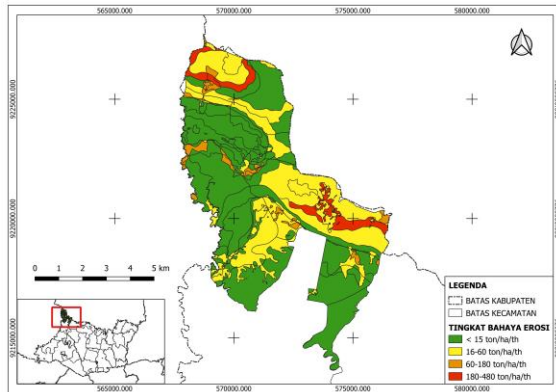 565000.000 570000.000 575000.000 580000.000
9225000.000
9220000.000
9215000.000
0 1 2 3 4 5 km
LEGENDA
BATAS KABUPATEN
BATAS KECAMATAN
TINGKAT BAHAYA EROSI
< 15 ton/ha/th
16-60 ton/ha/th
60-180 ton/ha/th
180-480 ton/ha/th
565000.000 570000.000 575000.000 580000.000